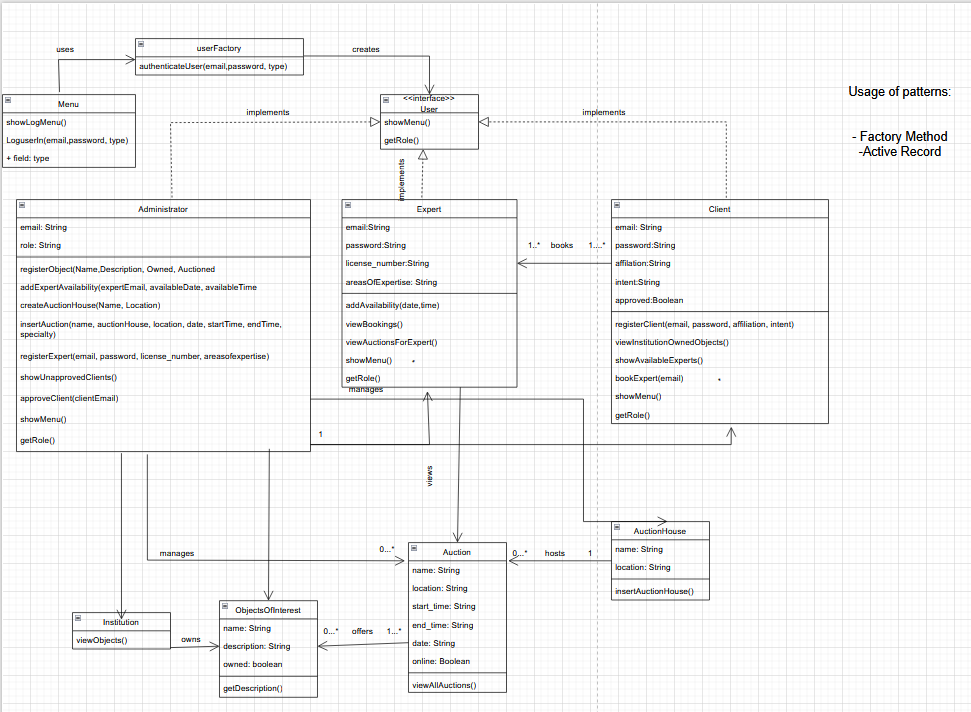 uses
userFactory
creates
authenticateUser(email,password, type)
Menu
showLogMenu()
LoguserIn(email,password, type)
+ field: type
<<interface>>
User
showMenu()
getRole()
implements
implements
implements
Usage of patterns:
- Factory Method
-Active Record
Administrator
email: String
role: String
registerObject(Name,Description, Owned, Auctioned
addExpertAvailability(expertEmail, availableDate, availableTime
createAuctionHouse(Name, Location)
insertAuction(name, auctionHouse, location, date, startTime, endTime,
specialty)
registerExpert(email, password, license_number, areasofexpertise)
showUnapprovedClients()
approveClient(clientEmail)
showMenu()
getRole()
Expert
email:String
password:String
license_number:String
areasOfExpertise: String
addAvailability(date,time)
viewBookings()
viewAuctionsForExpert()
showMenu()
getRole()
1..* books 1....*
Client
email: String
password:String
affilation:String
intent:String
approved:Boolean
registerClient(email, password, affiliation, intent)
viewInstitutionOwnedObjects()
showAvailableExperts()
bookExpert(email)
showMenu()
getRole()
manages
1
views
manages
0...*
Auction
name: String
location: String
start_time: String
end_time: String
date: String
online: Boolean
viewAllAuctions()
0...* hosts 1
AuctionHouse
name: String
location: String
insertAuctionHouse()
Institution
viewObjects()
owns
ObjectsOfInterest
name: String
description: String
owned: boolean
getDescription()
0...* offers 1...*